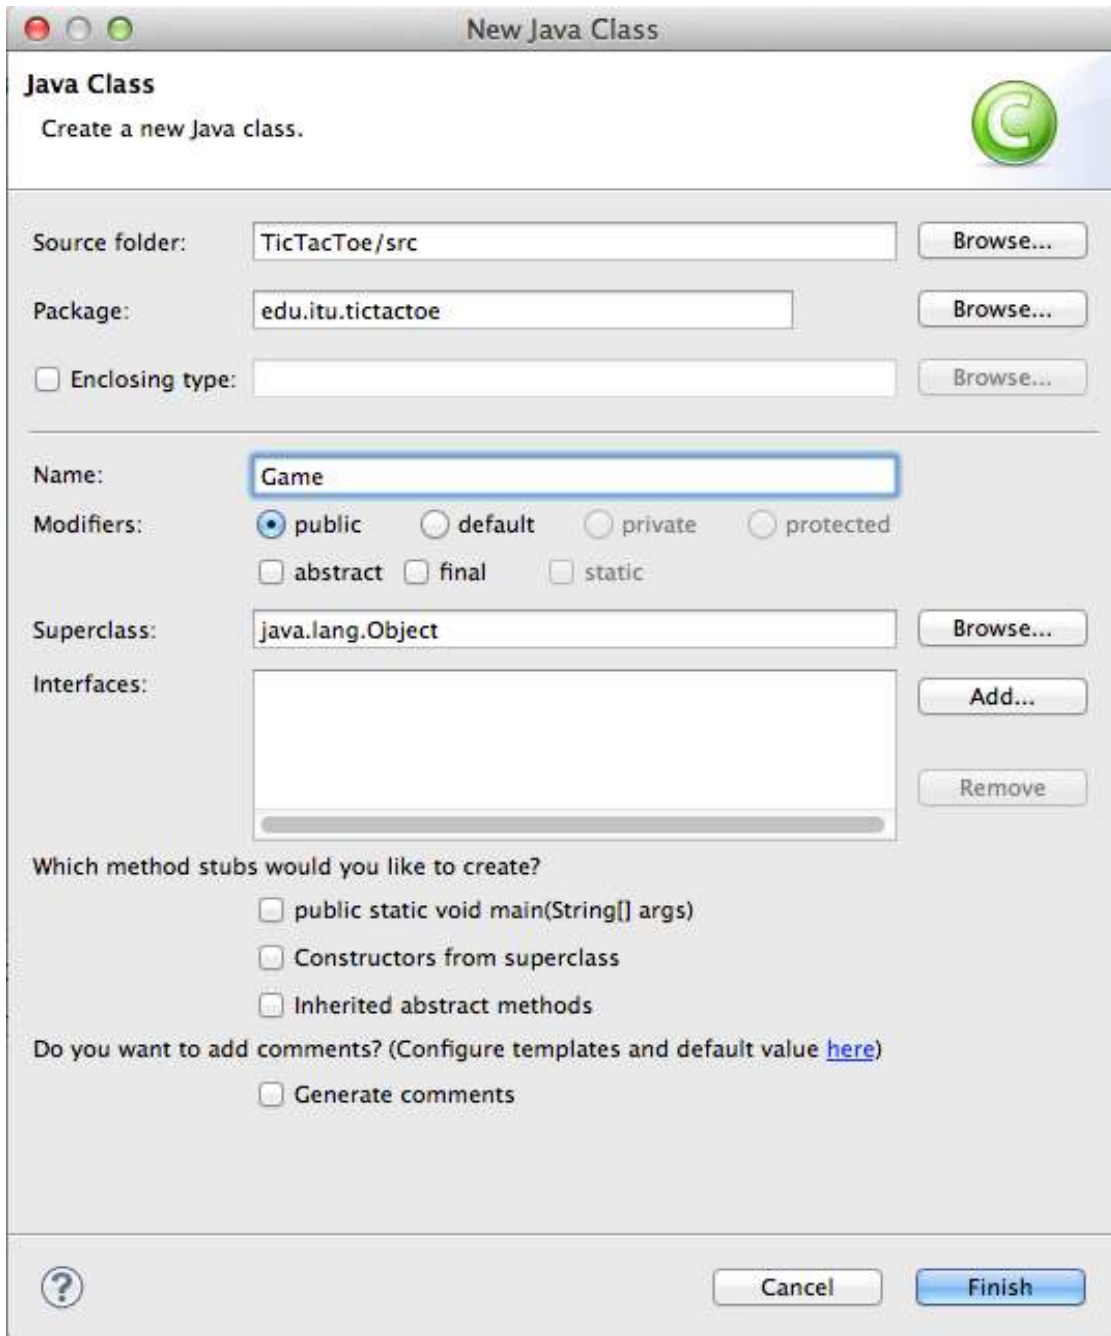 New Java Class
Java Class
Create a new Java class.
C
Source folder: TicTacToe/src Browse...
Package: edu.itu.tictactoe Browse...
Enclosing type: Browse...
Name: Game
Modifiers: public default private protected
abstract final static
Superclass: java.lang.Object Browse...
Interfaces: Add...
Remove
Which method stubs would you like to create?
public static void main(String[] args)
Constructors from superclass
Inherited abstract methods
Do you want to add comments? (Configure templates and default value here)
Generate comments
? Cancel Finish